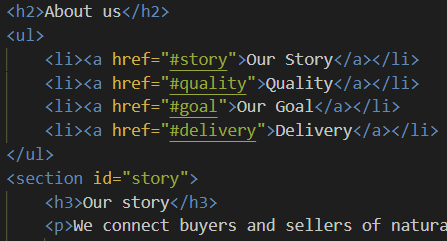 <h2>About us</h2>
<ul>
<li><a href="#story">Our Story</a></li>
<li><a href="#quality">Quality</a></li>
<li><a href="#goal">Our Goal</a></li>
<li><a href="#delivery">Delivery</a></li>
</ul>
<section id="story">
<h3>Our story</h3>
<p>We connect buyers and sellers of natura